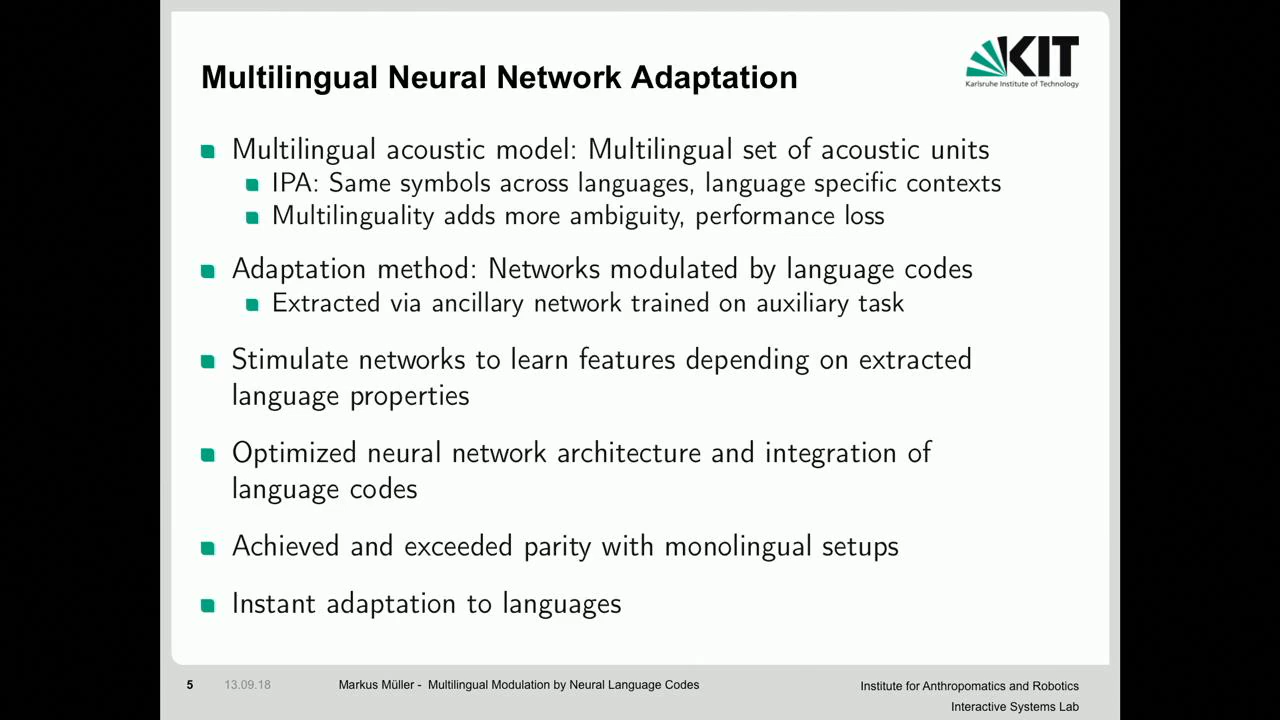 Multilingual Neural Network Adaptation
KIT
Karlsruhe Institute of Technology
Multilingual acoustic model: Multilingual set of acoustic units
IPA: Same symbols across languages, language specific contexts
Multilinguality adds more ambiguity, performance loss
Adaptation method: Networks modulated by language codes
Extracted via ancillary network trained on auxiliary task
Stimulate networks to learn features depending on extracted
language properties
Optimized neural network architecture and integration of
language codes
Achieved and exceeded parity with monolingual setups
Instant adaptation to languages
5 13.09.18 Markus Müller - Multilingual Modulation by Neural Language Codes
Institute for Anthropomatics and Robotics
Interactive Systems Lab